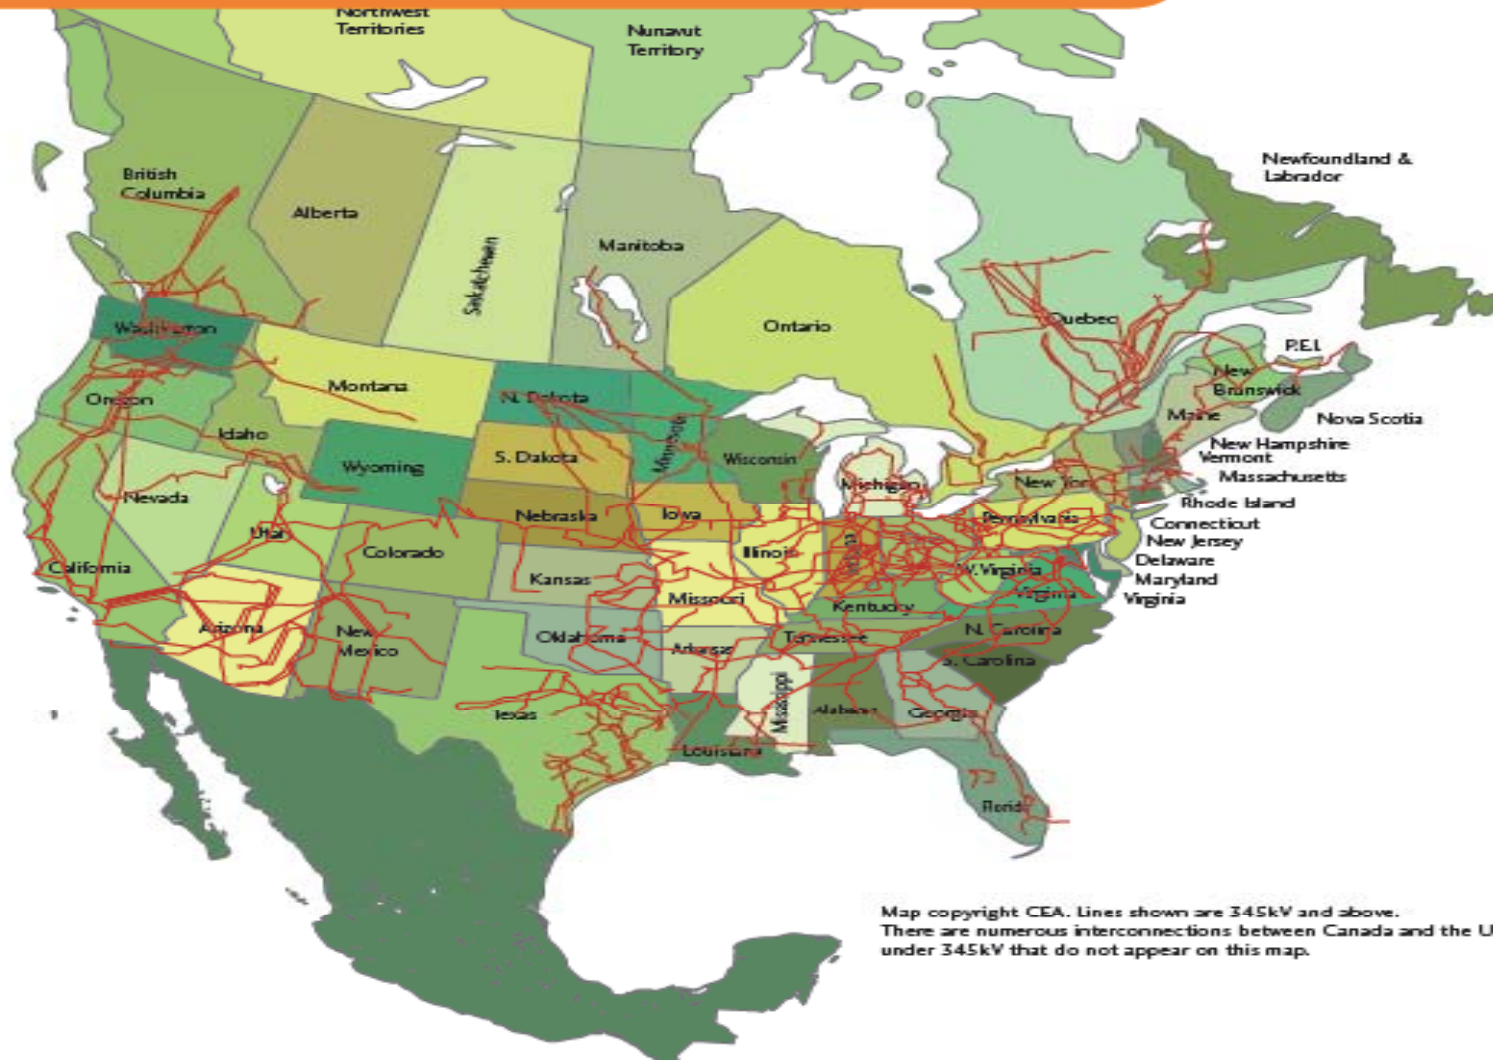 Northwest
Territories
Nunavut
Territory
Newfoundland &
Labrador
British
Columbia
Alberta
Saskatchewan
Manitoba
Ontario
Quebec
P.E.I.
New
Brunswick
Nova Scotia
Maine
New Hampshire
Vermont
Massachusetts
Rhode Island
Connecticut
New Jersey
Delaware
Maryland
Virginia
Washington
Oregon
Idaho
Montana
N. Dakota
S. Dakota
Minnesota
Wisconsin
Michigan
New York
Wyoming
Nevada
Utah
Colorado
Nebraska
Iowa
Illinois
Indiana
Pennsylvania
California
Kansas
Missouri
Kentucky
W. Virginia
Virginia
Arizona
New
Mexico
Oklahoma
Arkansas
Tennessee
N. Carolina
S. Carolina
Texas
Louisiana
Mississippi
Alabama
Georgia
Florida
Map copyright CEA. Lines shown are 345kV and above.
There are numerous interconnections between Canada and the U
under 345kV that do not appear on this map.